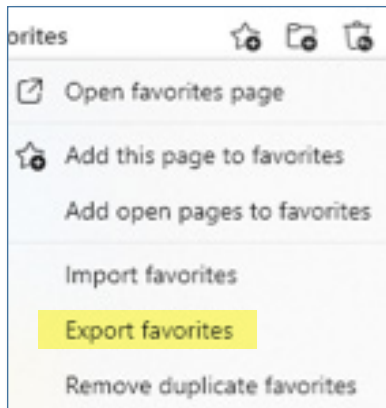 orites
Open favorites page
Add this page to favorites
Add open pages to favorites
Import favorites
Export favorites
Remove duplicate favorites